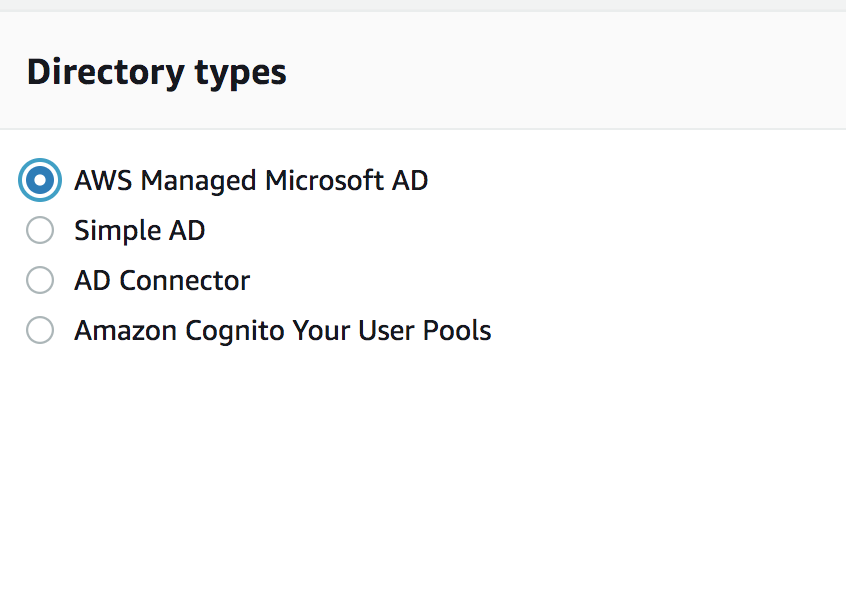 Directory types
AWS Managed Microsoft AD
Simple AD
AD Connector
Amazon Cognito Your User Pools